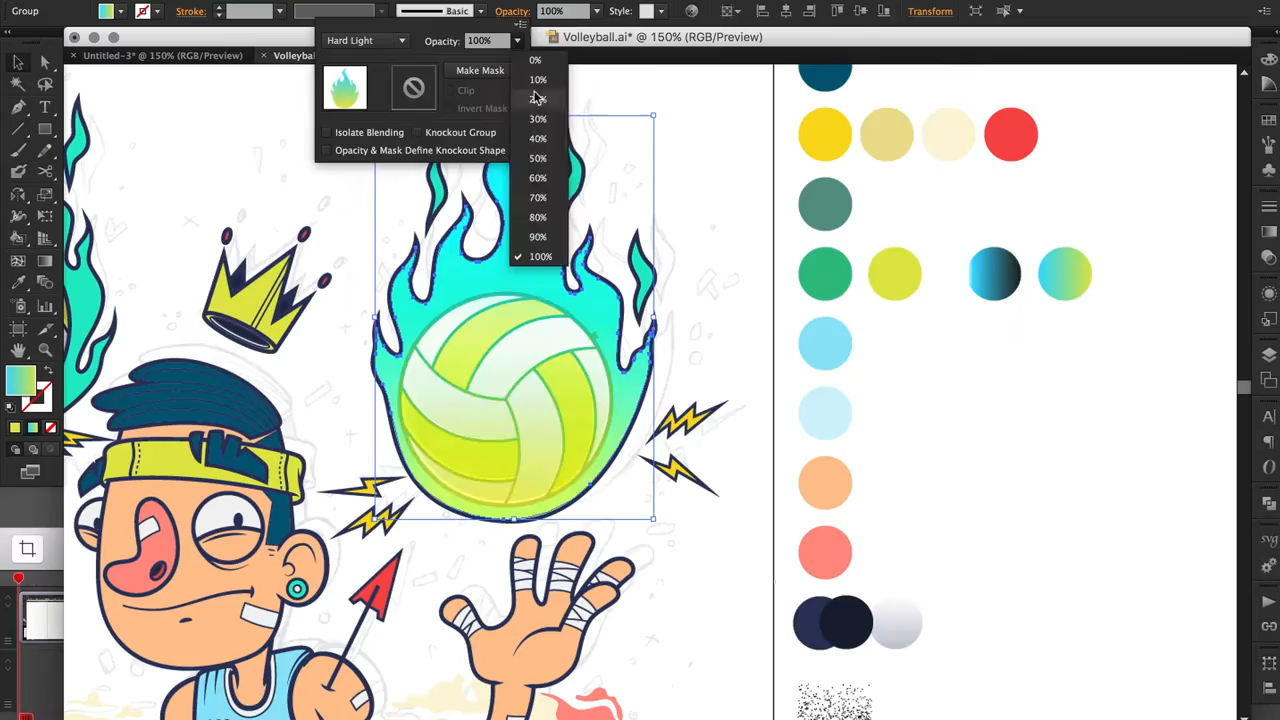 Group Stroke: Basic Opacity: 100% Style: Transform
Volleyball.ai* @ 150% (RGB/Preview)
Untitled-3* @ 150% (RGB/Preview) Volleybal
Hard Light Opacity: 100%
Make Mask
Clip
Invert Mask
Isolate Blending Knockout Group
Opacity & Mask Define Knockout Shape
0%
10%
30%
40%
50%
60%
70%
80%
90%
100%